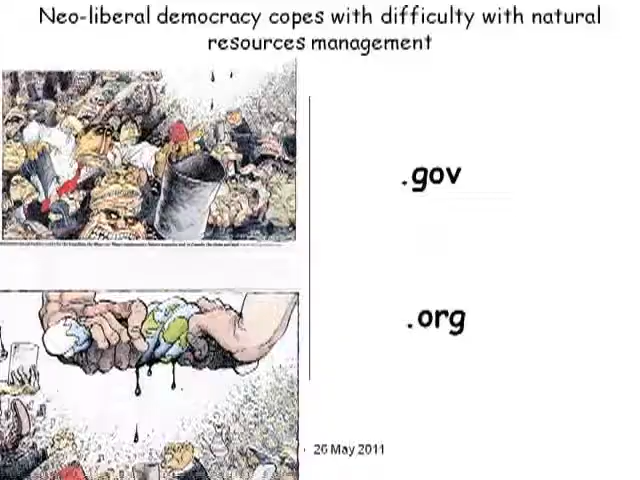 Neo-liberal democracy copes with difficulty with natural
resources management
.gov
.org
26 May 2011